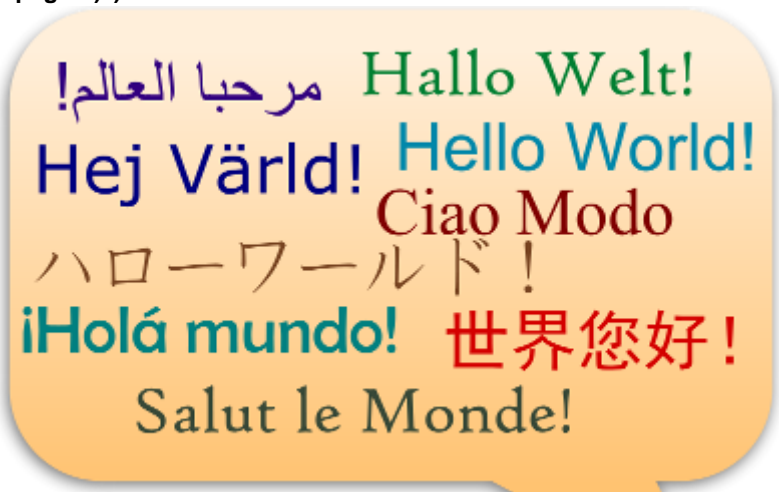 مرحبا العالم!
Hallo Welt!
Hej Värld!
Hello World!
Ciao Modo
ハローワールド！
¡Holá mundo!
世界您好！
Salut le Monde!